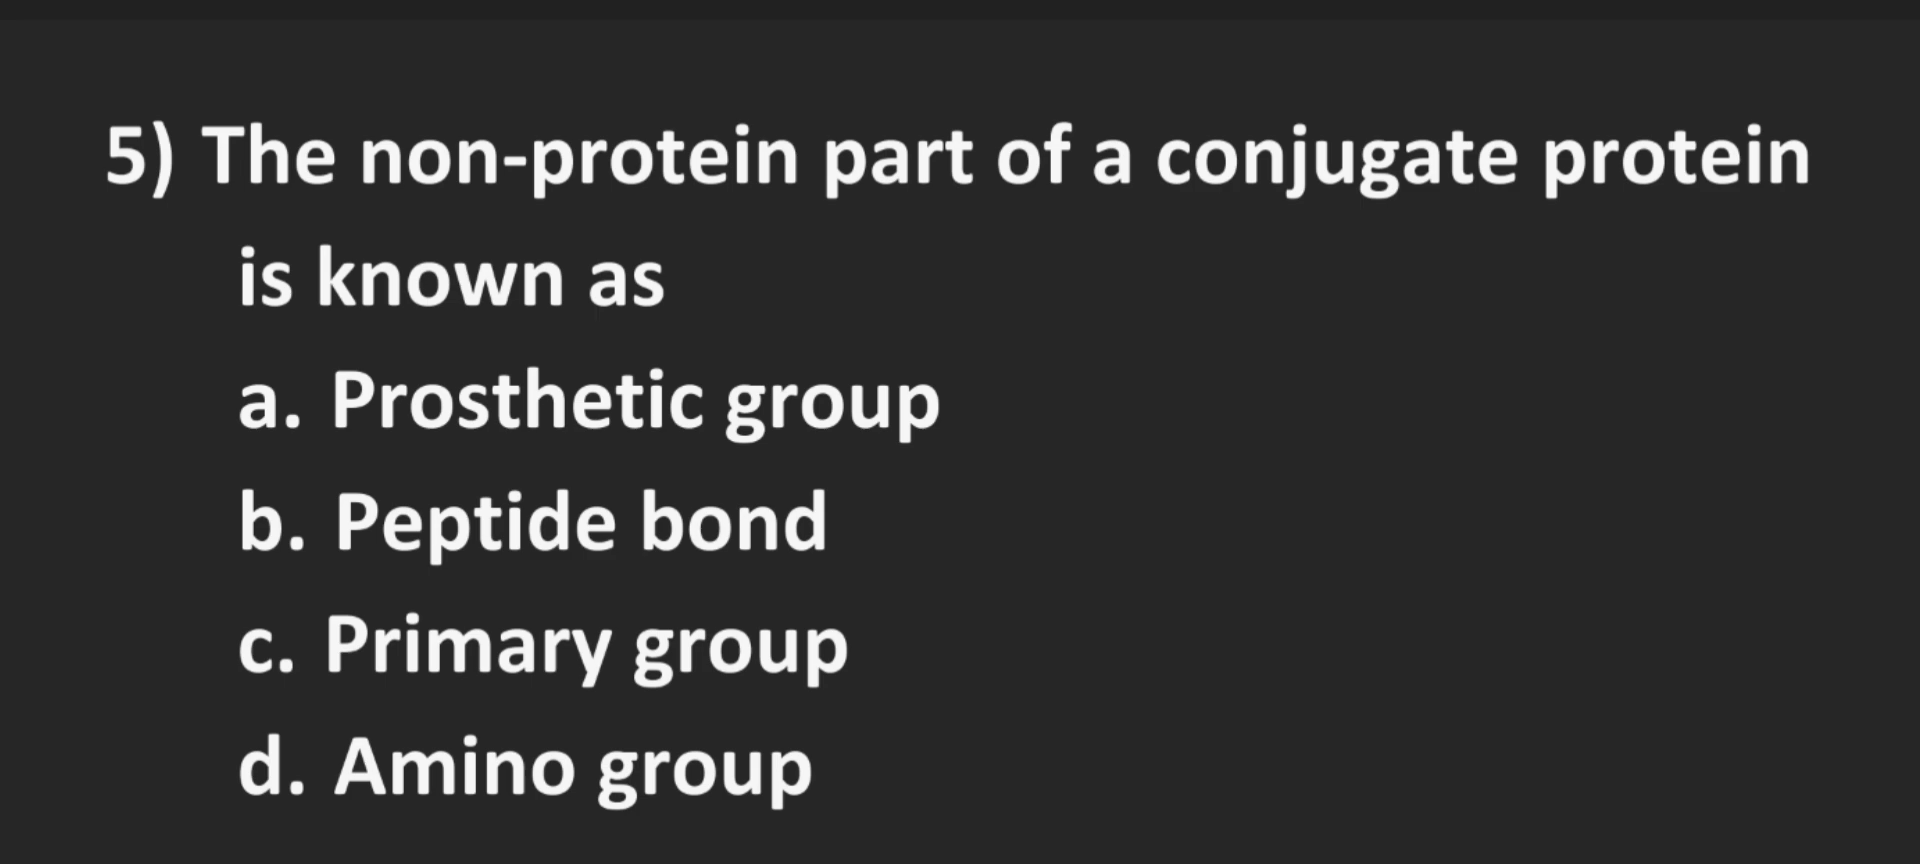 5) The non-protein part of a conjugate protein
is known as
a. Prosthetic group
b. Peptide bond
c. Primary group
d. Amino group